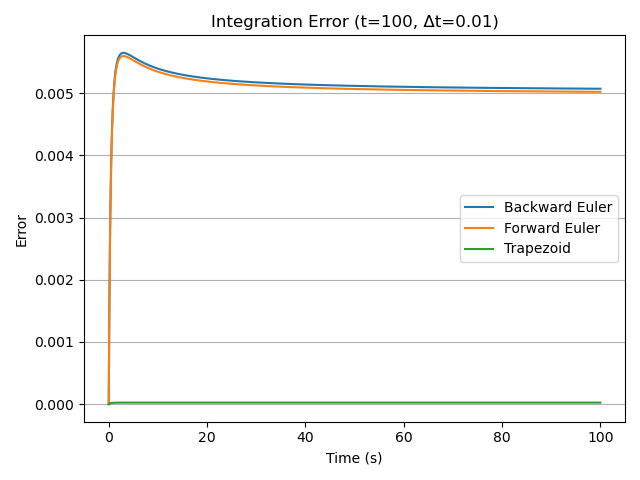 Integration Error (t=100, Δt=0.01)
Error
0.005
0.004
0.003
0.002
0.001
0.000
Backward Euler
Forward Euler
Trapezoid
0 20 40 60 80 100
Time (s)